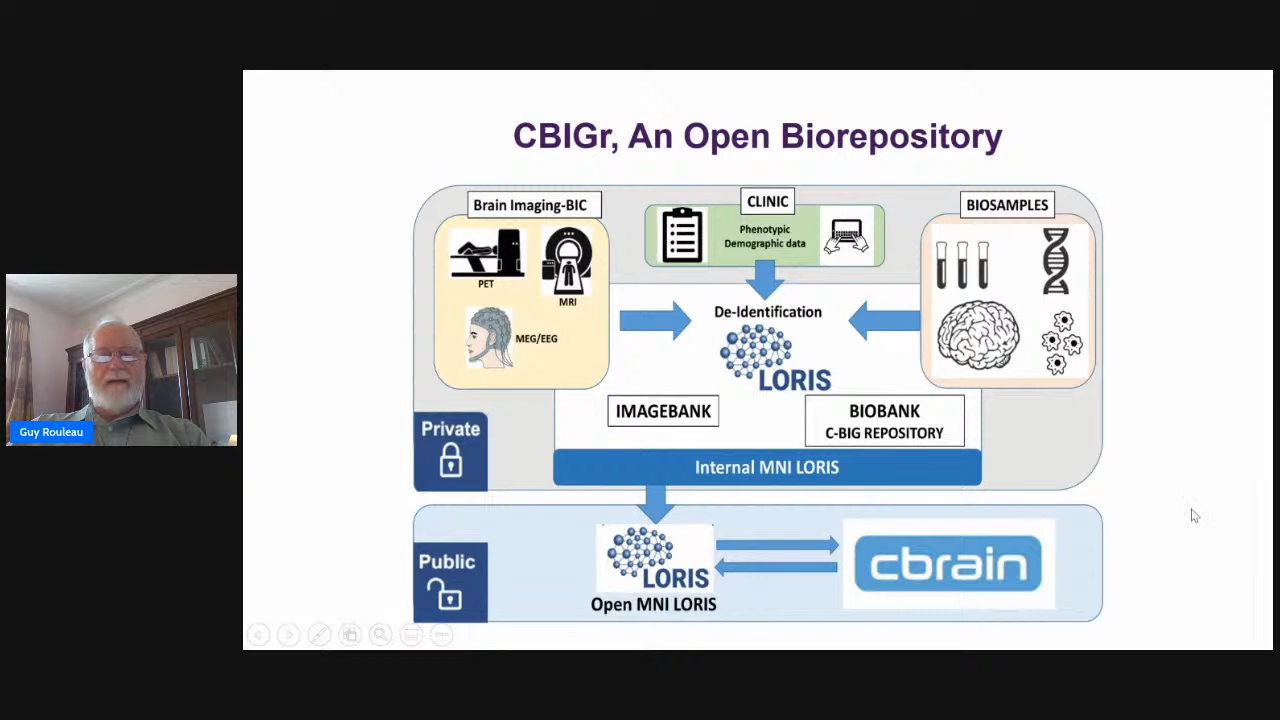 CBIGr, An Open Biorepository
Brain Imaging-BIC
CLINIC
BIOSAMPLES
Phenotypic
Demographic data
PET
MRI
MEG/EEG
De-Identification
LORIS
IMAGEBANK
BIOBANK
C-BIG REPOSITORY
Private
Internal MNI LORIS
Public
LORIS
Open MNI LORIS
cbrain
Guy Rouleau